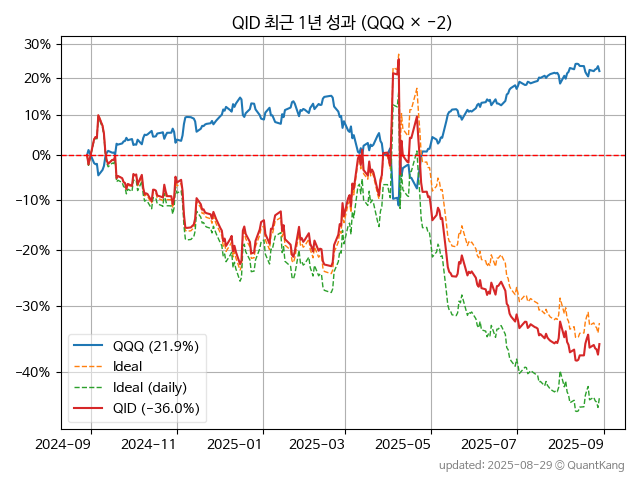 QID 최근 1년 성과 (QQQ × −2)
30%
20%
10%
0%
−10%
−20%
−30%
−40%
QQQ (21.9%)
Ideal
Ideal (daily)
QID (−36.0%)
2024-09 2024-11 2025-01 2025-03 2025-05 2025-07 2025-09
updated: 2025-08-29 © QuantKang